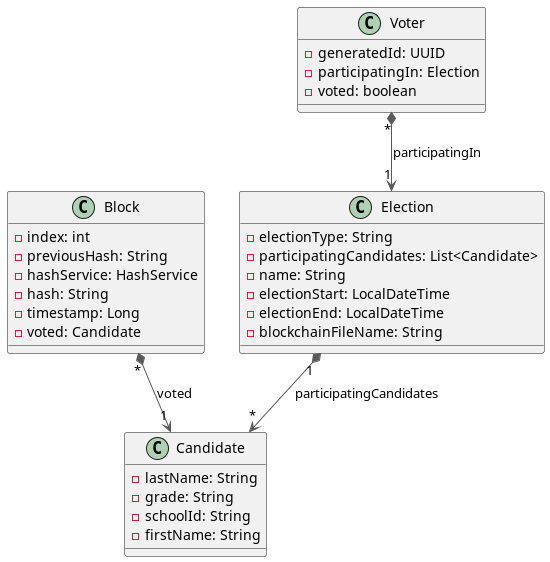 C Voter
generatedId: UUID
participatingIn: Election
voted: boolean
*
participatingIn
1
C Block
index: int
previousHash: String
hashService: HashService
hash: String
timestamp: Long
voted: Candidate
C Election
electionType: String
participatingCandidates: List<Candidate>
name: String
electionStart: LocalDateTime
electionEnd: LocalDateTime
blockchainFileName: String
*
voted
1
1
participatingCandidates
*
C Candidate
lastName: String
grade: String
schoolId: String
firstName: String